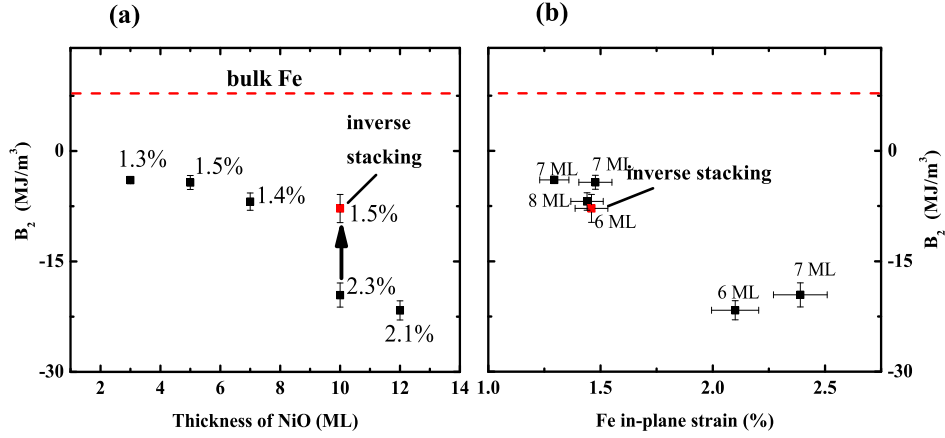 (a)
(b)
bulk Fe
inverse
stacking
1.3%
1.5%
1.4%
1.5%
2.3%
2.1%
0
-15
-30
B2 (MJ/m3)
2
4
6
8
10
12
14
Thickness of NiO (ML)
7 ML
7 ML
inverse stacking
8 ML
6 ML
7 ML
6 ML
0
-15
-30
B2 (MJ/m3)
1.0
1.5
2.0
2.5
Fe in-plane strain (%)